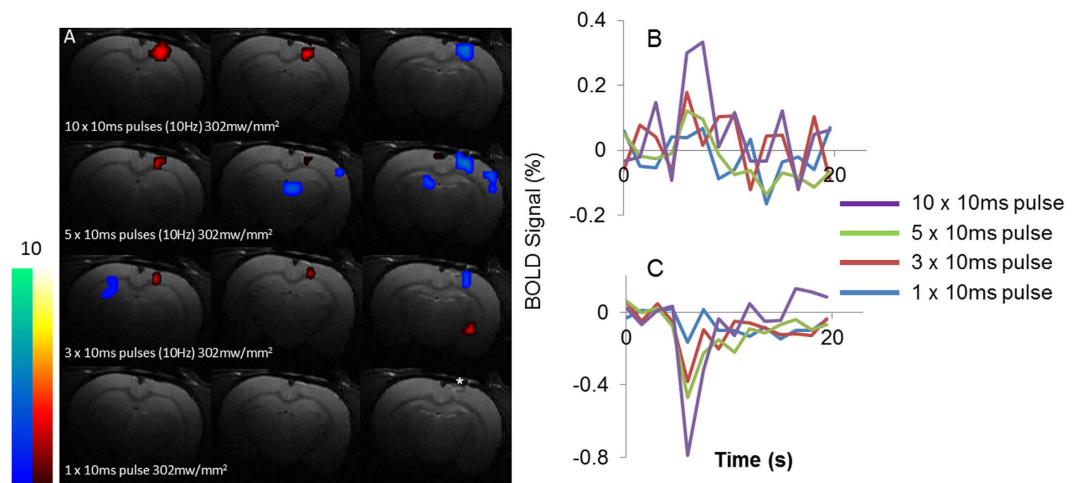 A
10 x 10ms pulses (10Hz) 302mw/mm²
5 x 10ms pulses (10Hz) 302mw/mm²
3 x 10ms pulses (10Hz) 302mw/mm²
*
1 x 10ms pulse 302mw/mm²
10
BOLD Signal (%)
B
0.4
0.2
0
-0.2
0
20
C
0
-0.4
-0.8
0
20
Time (s)
10 x 10ms pulse
5 x 10ms pulse
3 x 10ms pulse
1 x 10ms pulse